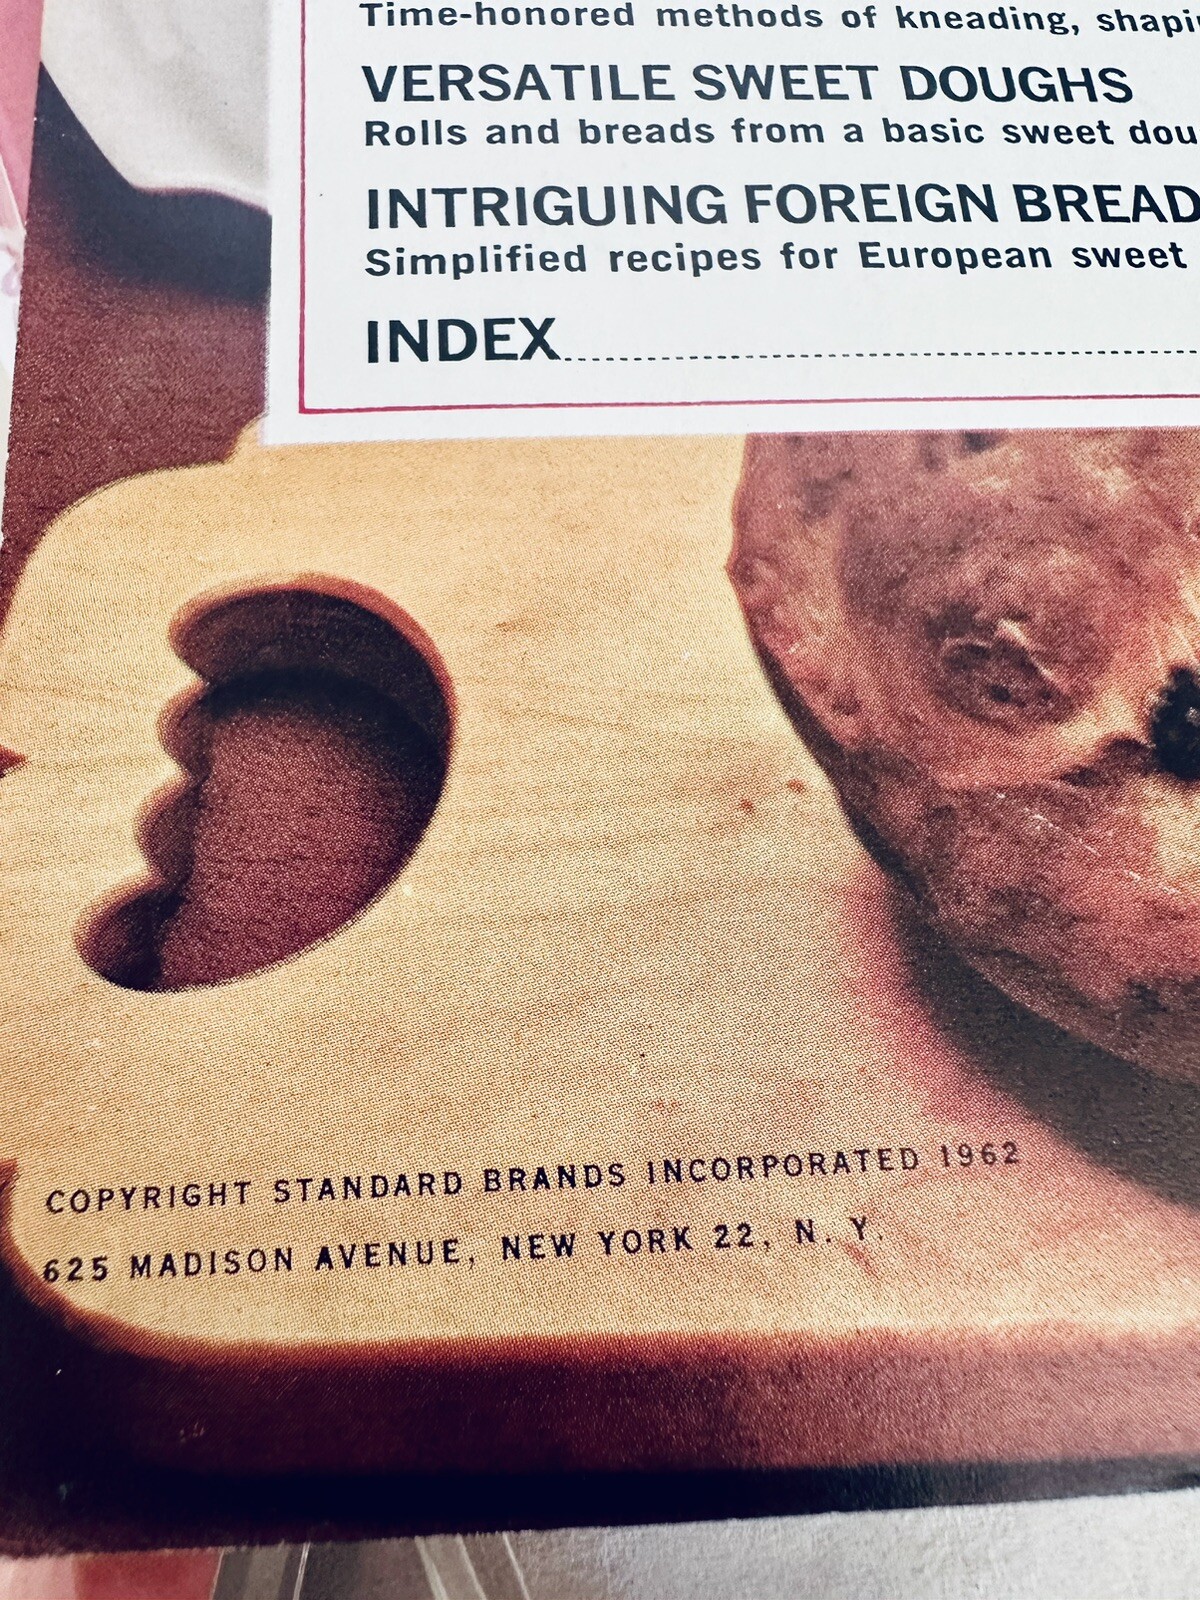 Time-honored methods of kneading,
VERSATILE SWEET DOUGHS
Rolls and breads from a basic sweet
INTRIGUING FOREIGN BREAD
Simplified recipes for European sweet
INDEX
COPYRIGHT STANDARD BRANDS INCORPORATED 1962
625 MADISON AVENUE, NEW YORK 22, N. Y.